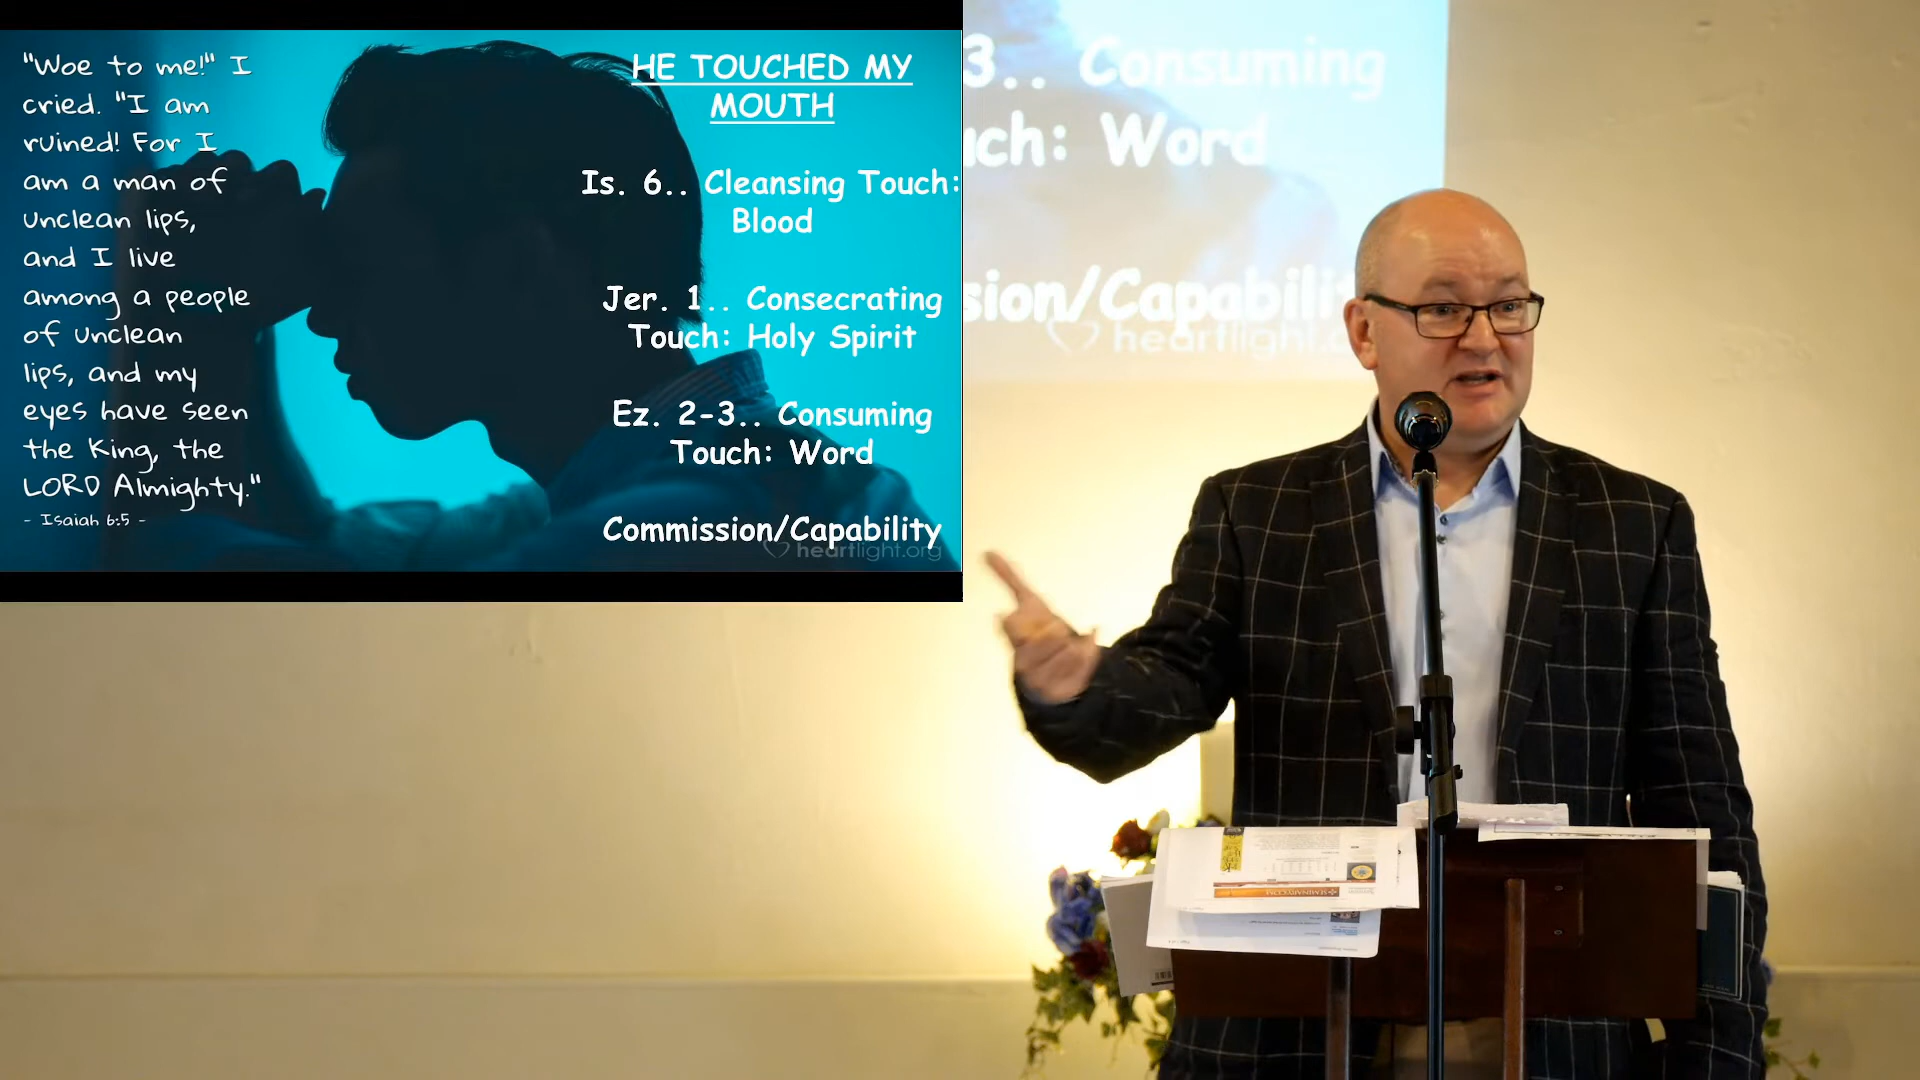 "Woe to me!" I
cried. "I am
ruined! For I
am a man of
unclean lips,
and I live
among a people
of unclean
lips, and my
eyes have seen
the King, the
LORD Almighty."
- Isaiah 6:5 -
HE TOUCHED MY
MOUTH
Is. 6.. Cleansing Touch:
Blood
Jer. 1.. Consecrating
Touch: Holy Spirit
Ez. 2-3.. Consuming
Touch: Word
Commission/Capability
heartlight.org
3.. Consuming
uch: Word
sion/Capabilit
heartlight.o
SEMINARY.COM